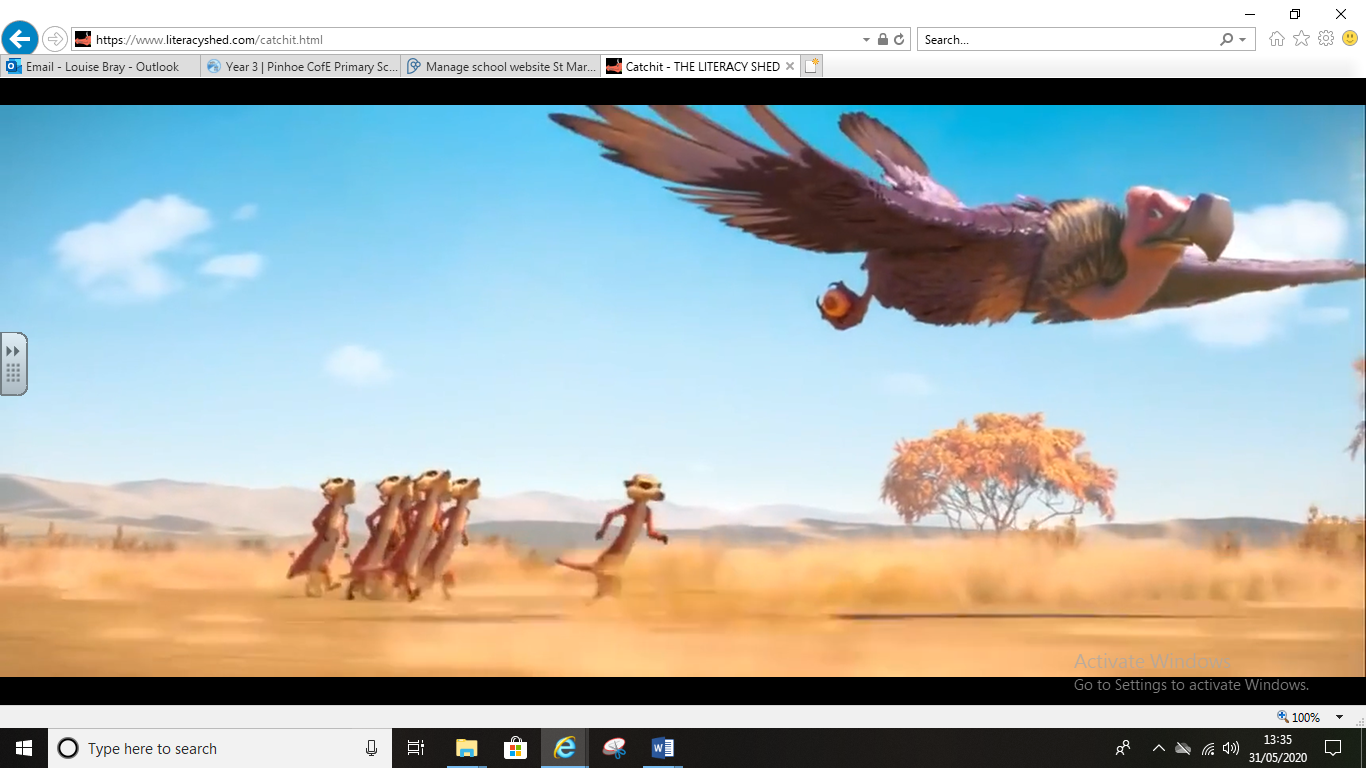 https://www.literacyshed.com/catchit.html
Search...
Email - Louise Bray - Outlook
Year 3 | Pinhoe CofE Primary Sc...
Manage school website St Mar...
Catchit - THE LITERACY SHED
Activate Windows
Go to Settings to activate Windows.
100%
Type here to search
13:35
31/05/2020